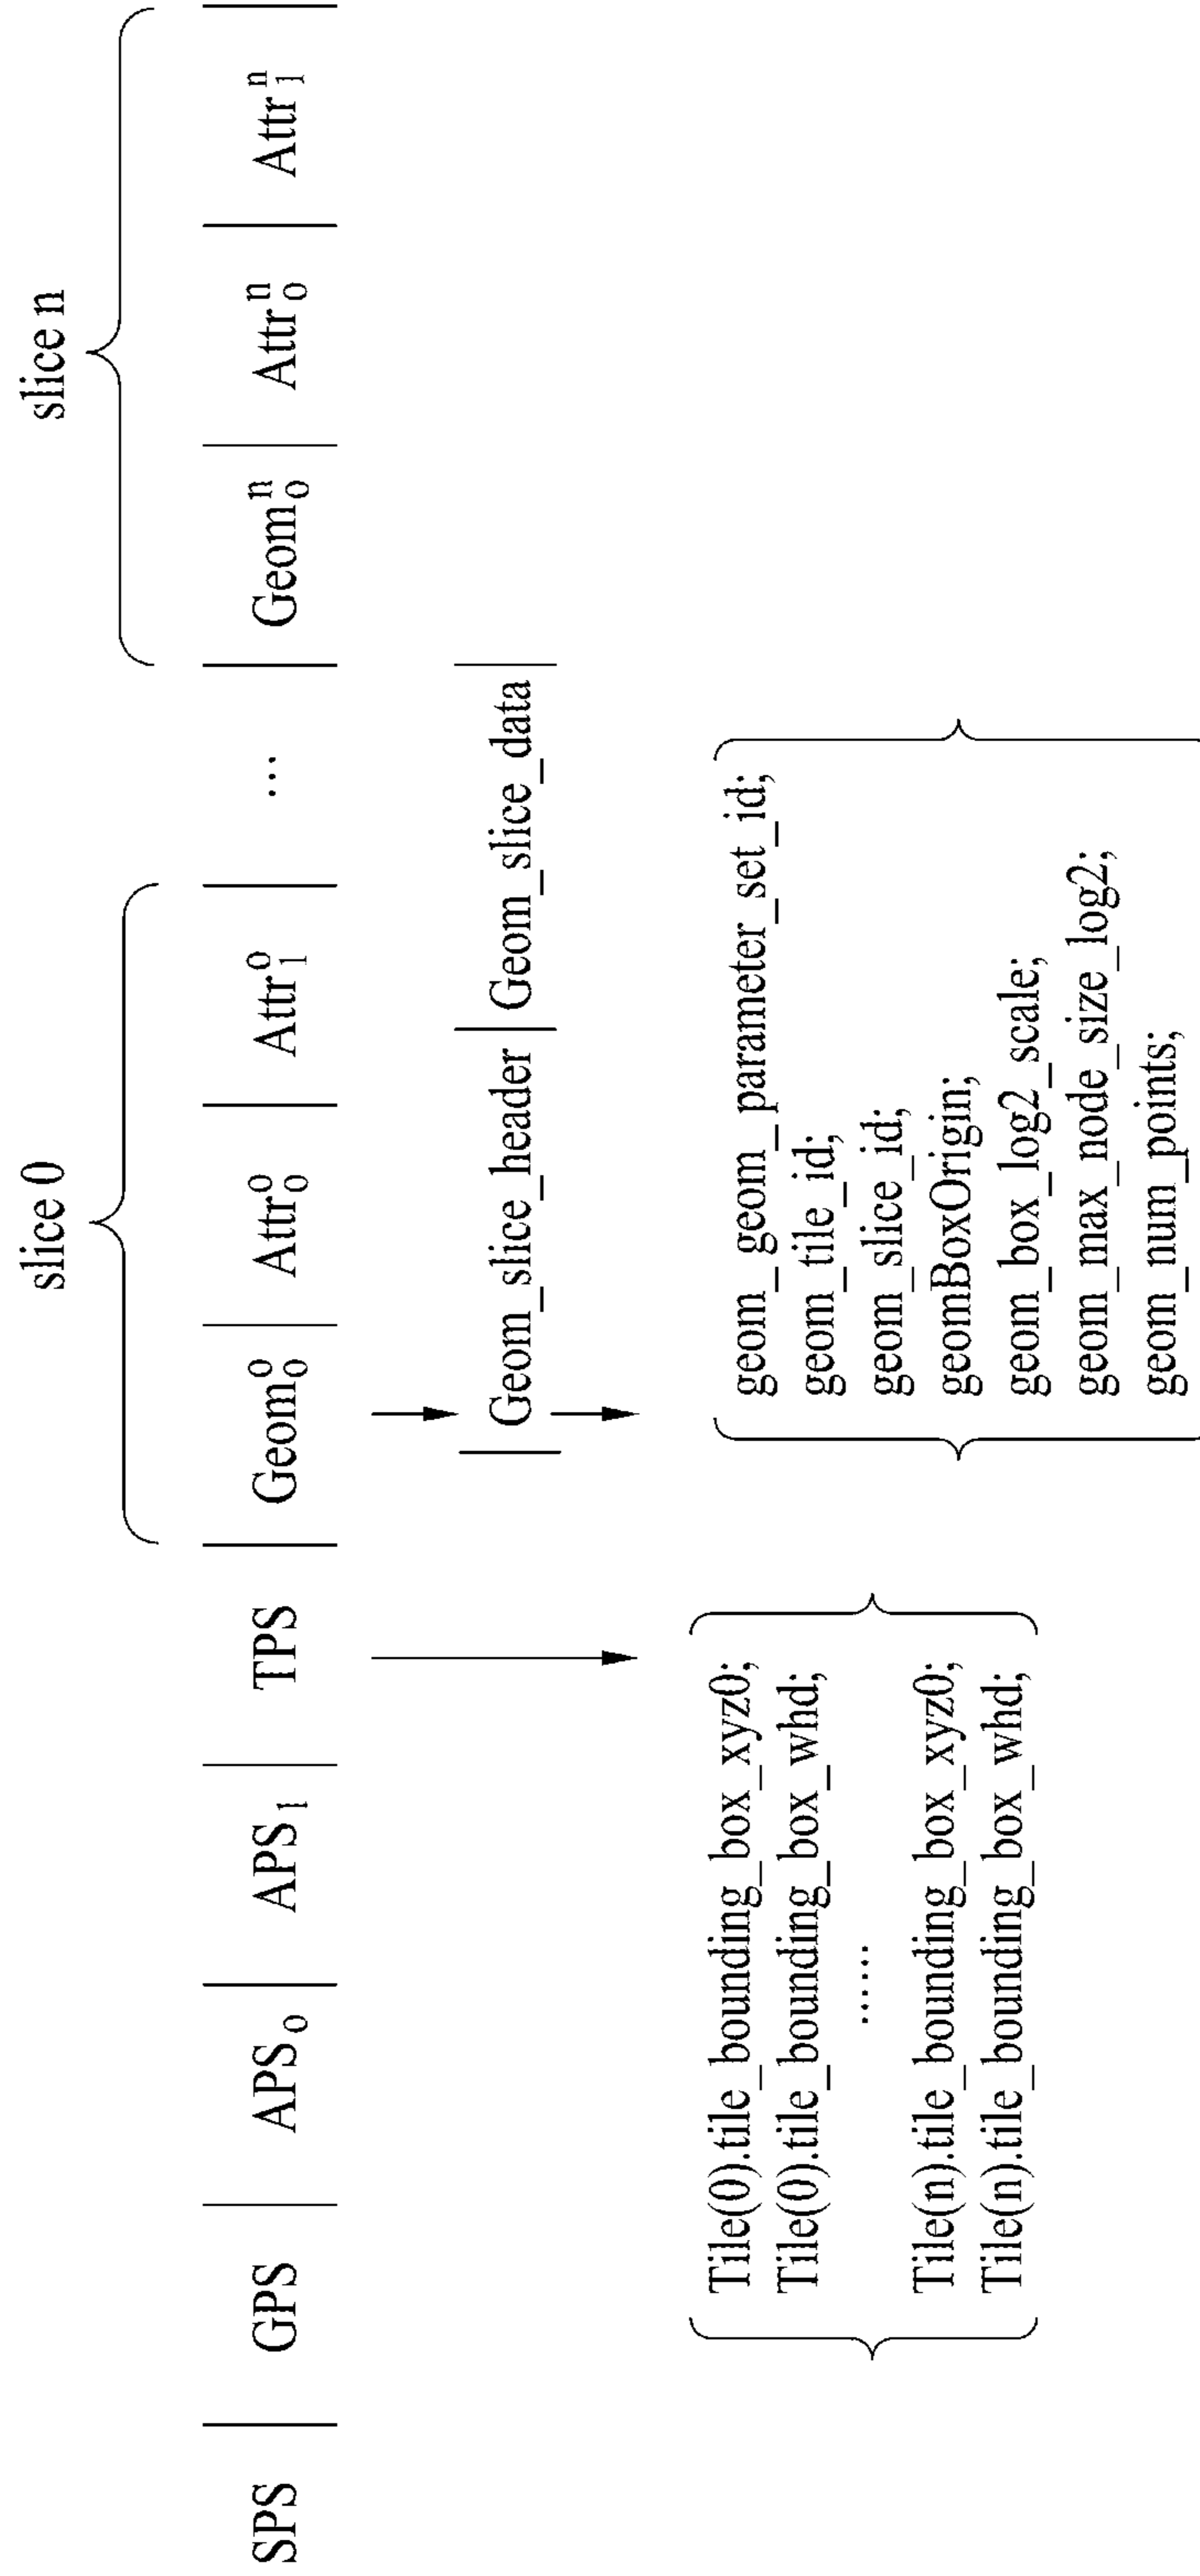 slice 0
slice n
SPS | GPS | APS₀ | APS₁ | TPS | Geom₀⁰ | Attr₀⁰ | Attr₁⁰ | ... | Geom₀ⁿ | Attr₀ⁿ | Attr₁ⁿ
| Geom_slice_header | Geom_slice_data |
Tile(0).tile_bounding_box_xyz0;
Tile(0).tile_bounding_box_whd;
......
Tile(n).tile_bounding_box_xyz0;
Tile(n).tile_bounding_box_whd;
geom_geom_parameter_set_id;
geom_tile_id;
geom_slice_id;
geomBoxOrigin;
geom_box_log2_scale;
geom_max_node_size_log2;
geom_num_points;